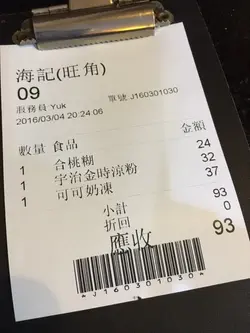 海記(旺角)
09
服務員 Yuk 單號 J160301030
2016/03/04 20:24:06
數量 食品 金額
1 合桃糊 24
1 宇治金時涼粉 32
1 可可奶凍 37
小計 93
折回 0
應收 93
*J160301030*